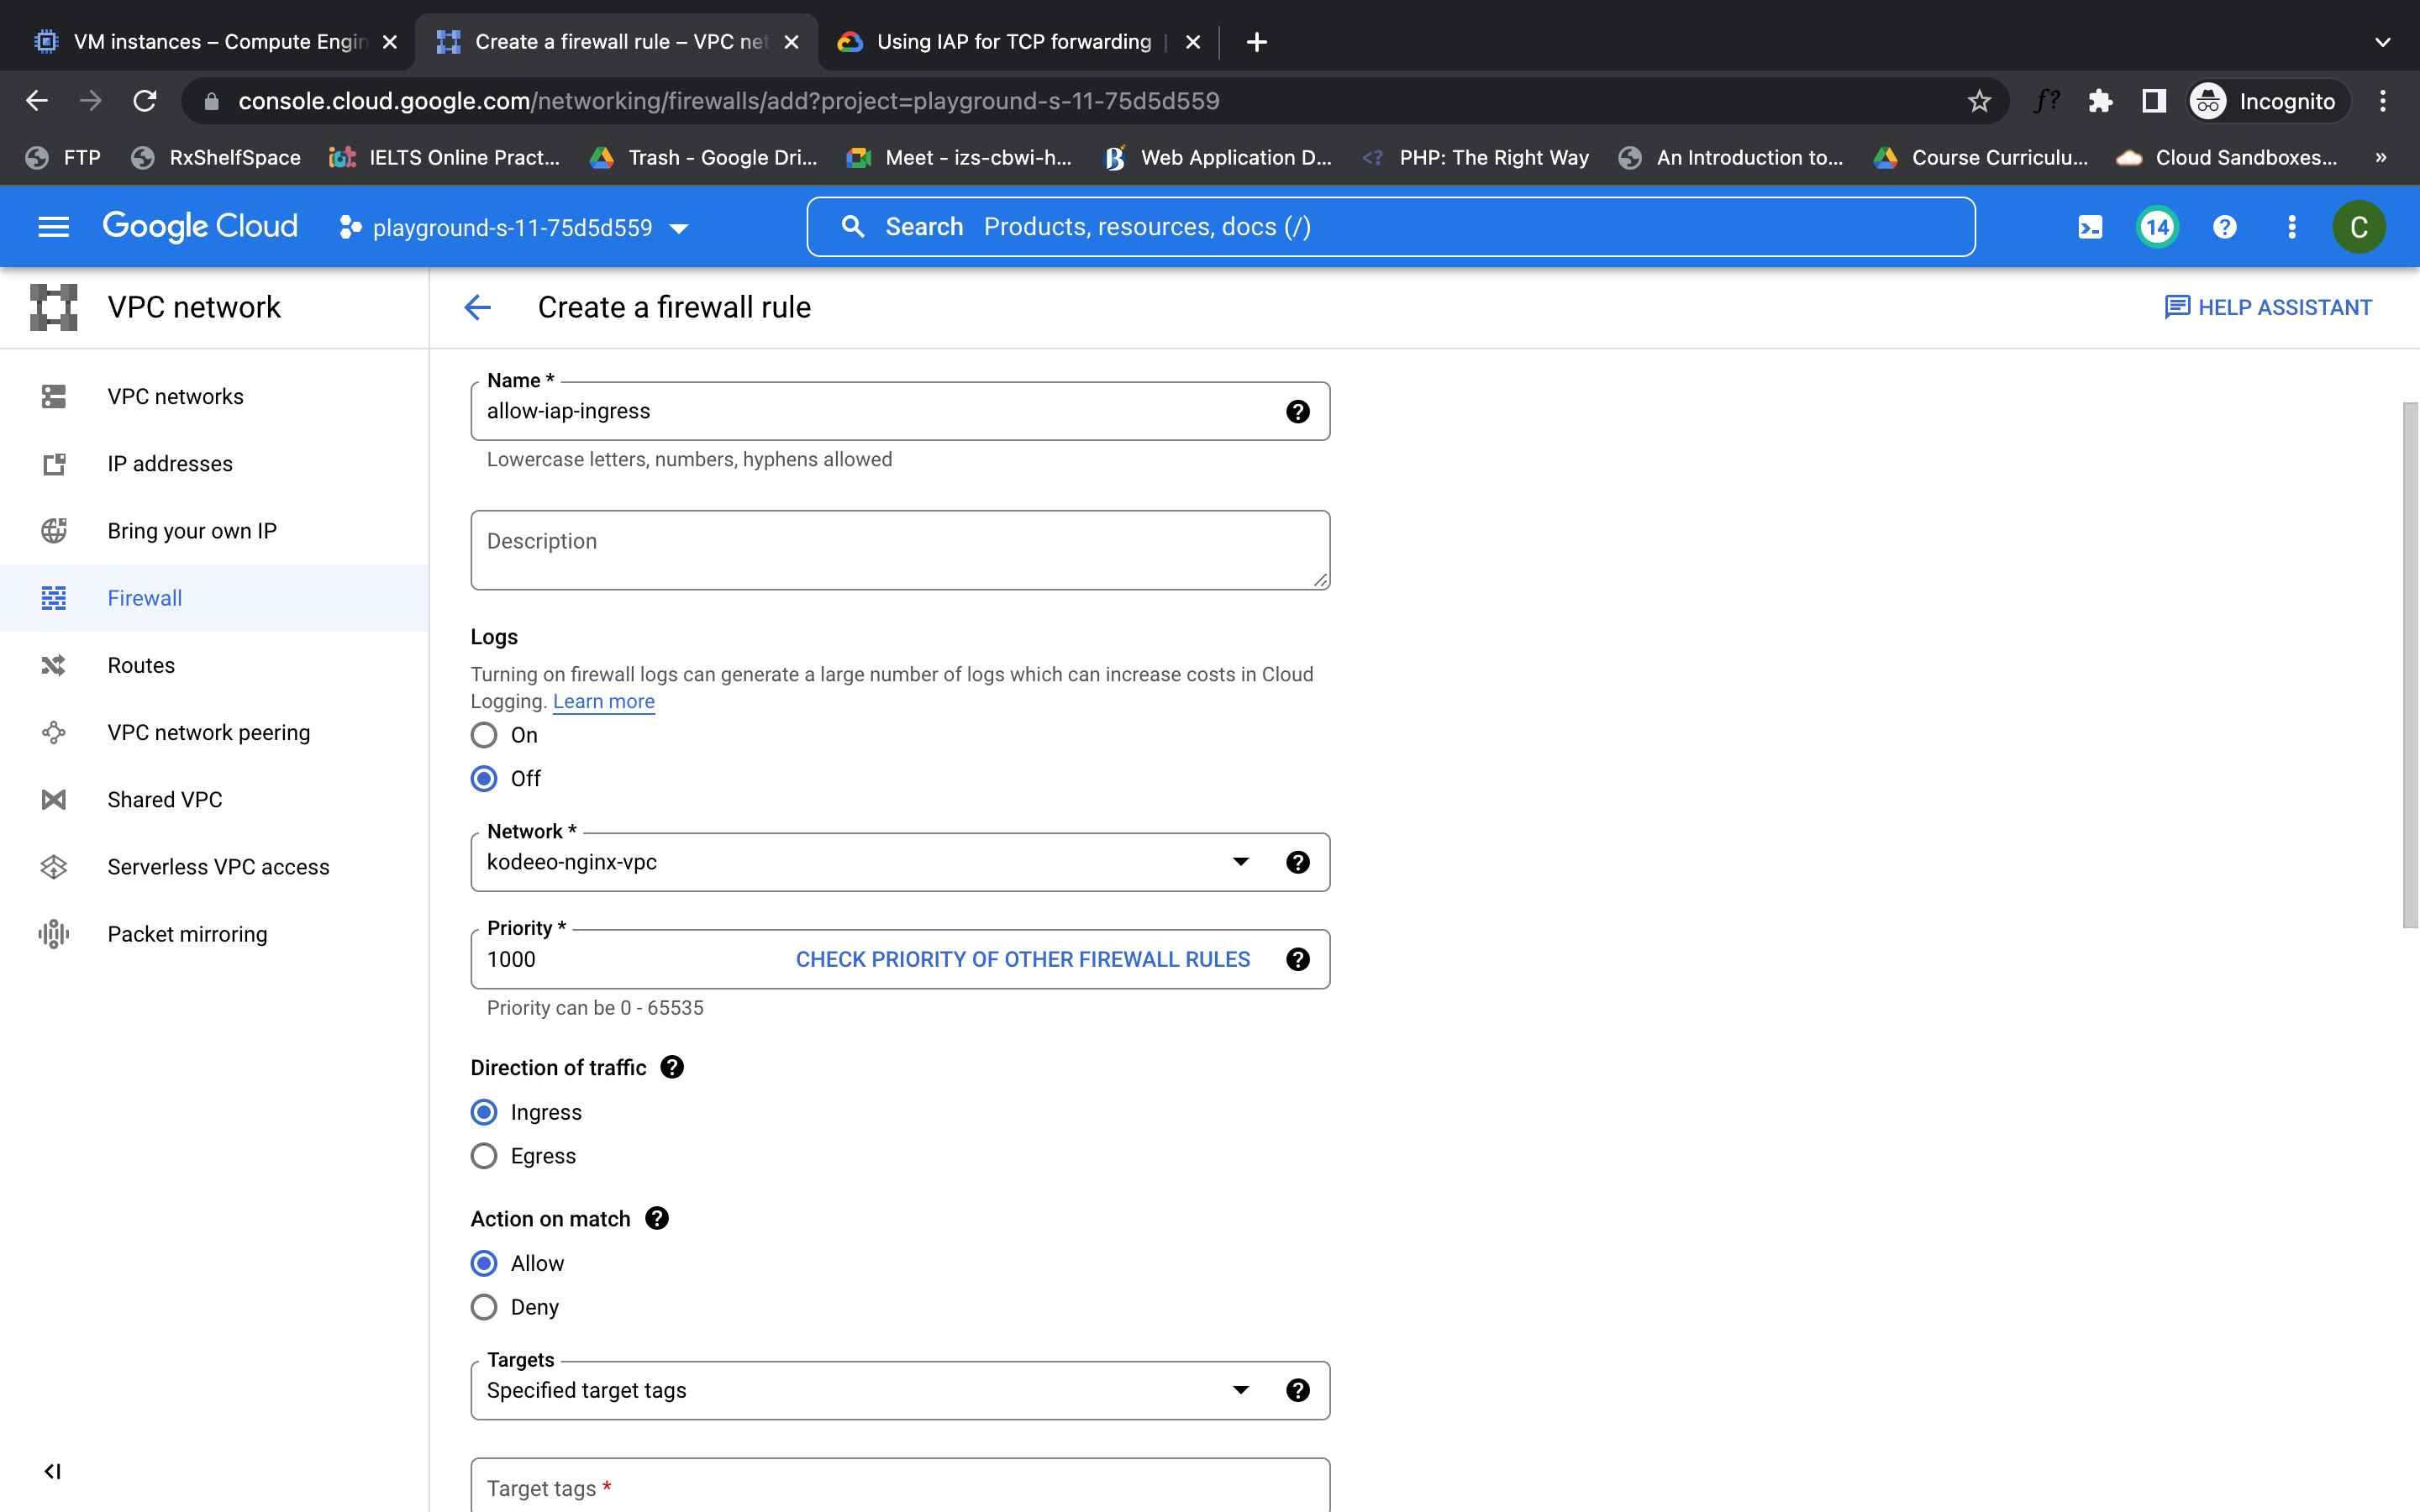 VM instances – Compute Engin
Create a firewall rule – VPC net
Using IAP for TCP forwarding |
console.cloud.google.com/networking/firewalls/add?project=playground-s-11-75d5d559
f?
Incognito
FTP
RxShelfSpace
IELTS Online Pract...
Trash - Google Dri...
Meet - izs-cbwi-h...
Web Application D...
PHP: The Right Way
An Introduction to...
Course Curriculu...
Cloud Sandboxes...
»
Google Cloud
playground-s-11-75d5d559
Search Products, resources, docs (/)
14
C
VPC network
Create a firewall rule
HELP ASSISTANT
VPC networks
IP addresses
Bring your own IP
Firewall
Routes
VPC network peering
Shared VPC
Serverless VPC access
Packet mirroring
Name *
allow-iap-ingress
Lowercase letters, numbers, hyphens allowed
Description
Logs
Turning on firewall logs can generate a large number of logs which can increase costs in Cloud
Logging. Learn more
On
Off
Network *
kodeeo-nginx-vpc
Priority *
1000
CHECK PRIORITY OF OTHER FIREWALL RULES
Priority can be 0 - 65535
Direction of traffic
Ingress
Egress
Action on match
Allow
Deny
Targets
Specified target tags
Target tags *